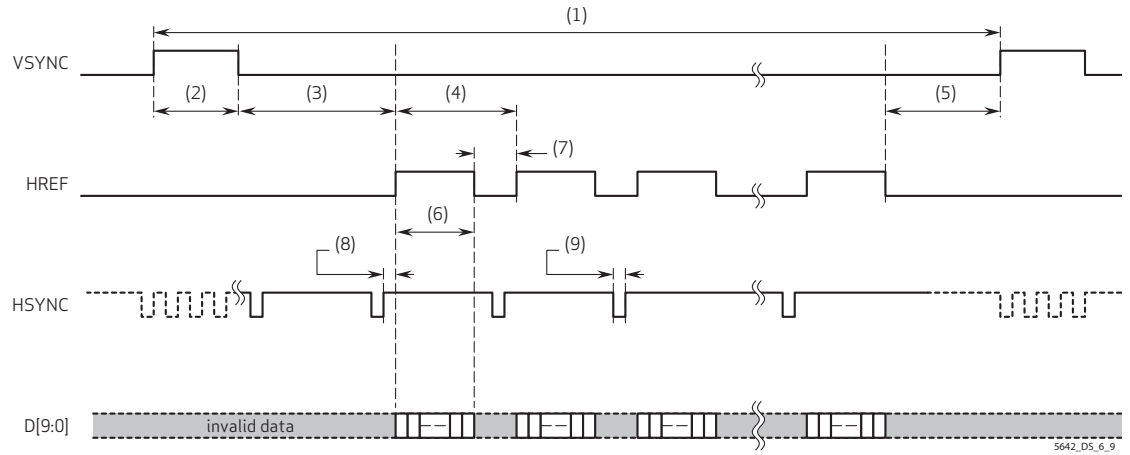 (1)
VSYNC
(2)
(3)
(4)
(5)
(7)
HREF
(6)
(8)
(9)
HSYNC
D[9:0]
invalid data
5642_DS_6_9